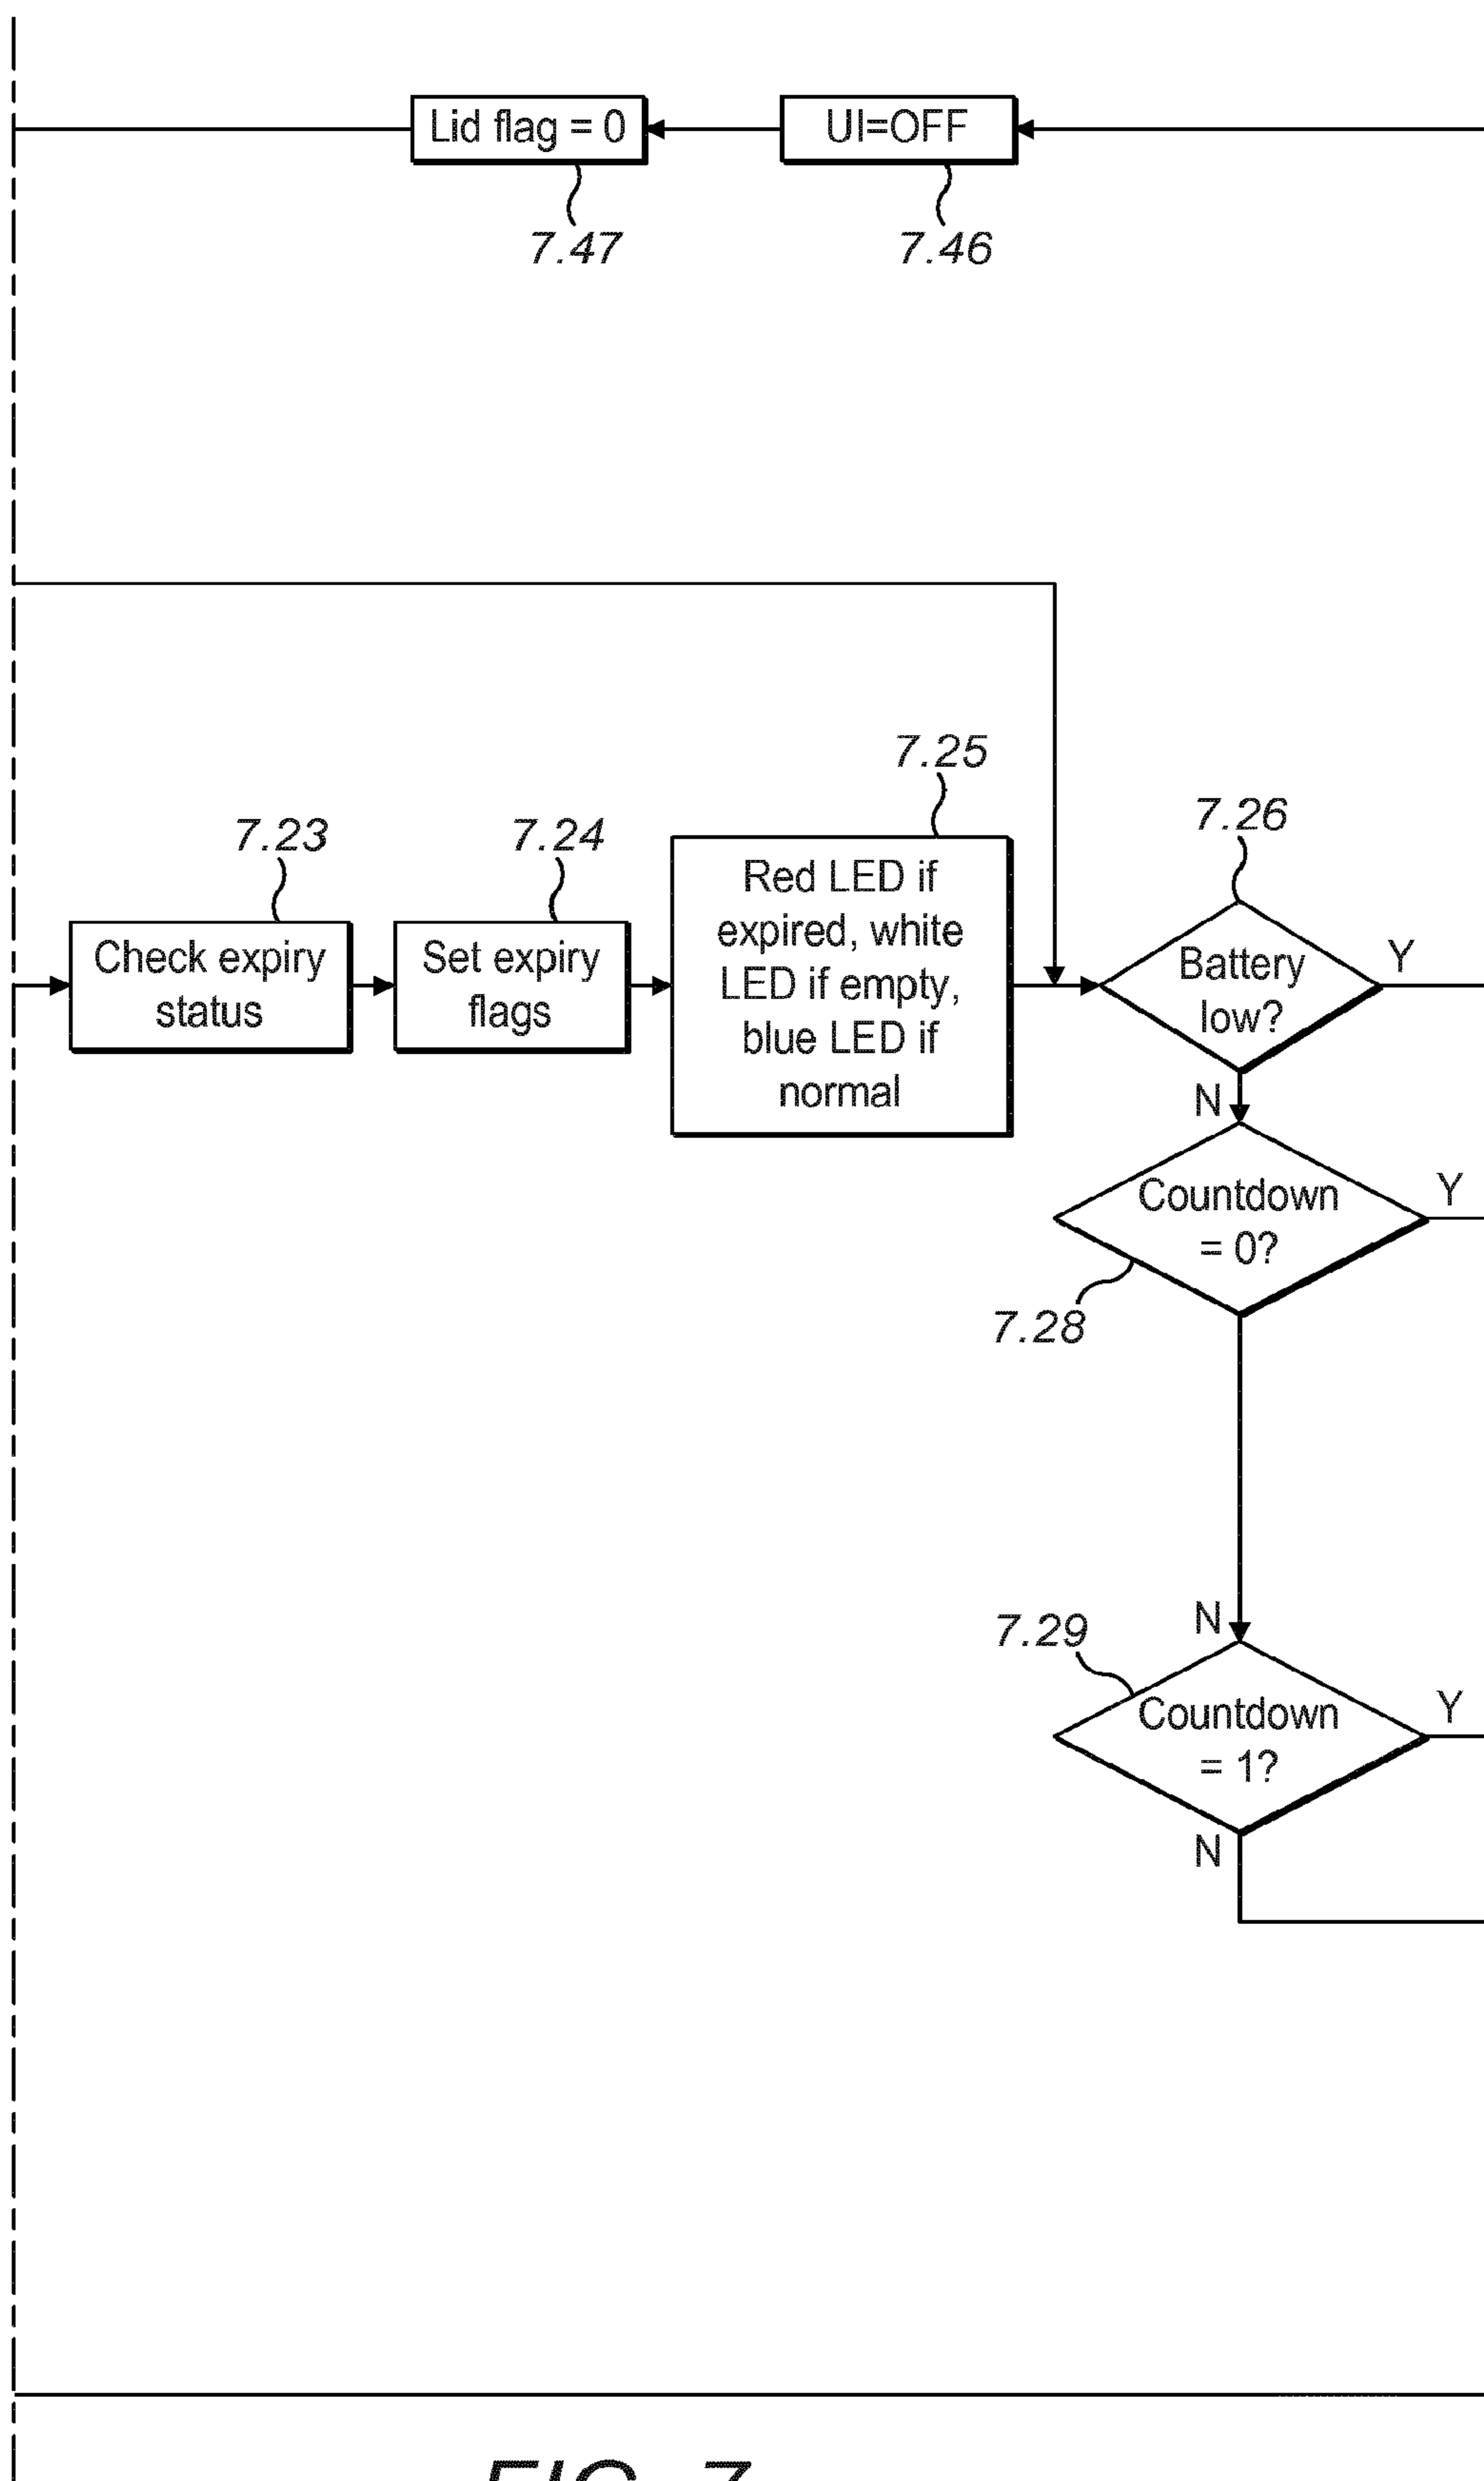 Lid flag = 0
UI=OFF
7.47
7.46
7.25
7.26
7.23
7.24
Check expiry
status
Set expiry
flags
Red LED if
expired, white
LED if empty,
blue LED if
normal
Battery
low?
Y
N
Countdown
= 0?
Y
7.28
N
7.29
Countdown
= 1?
Y
N
FIG. 7